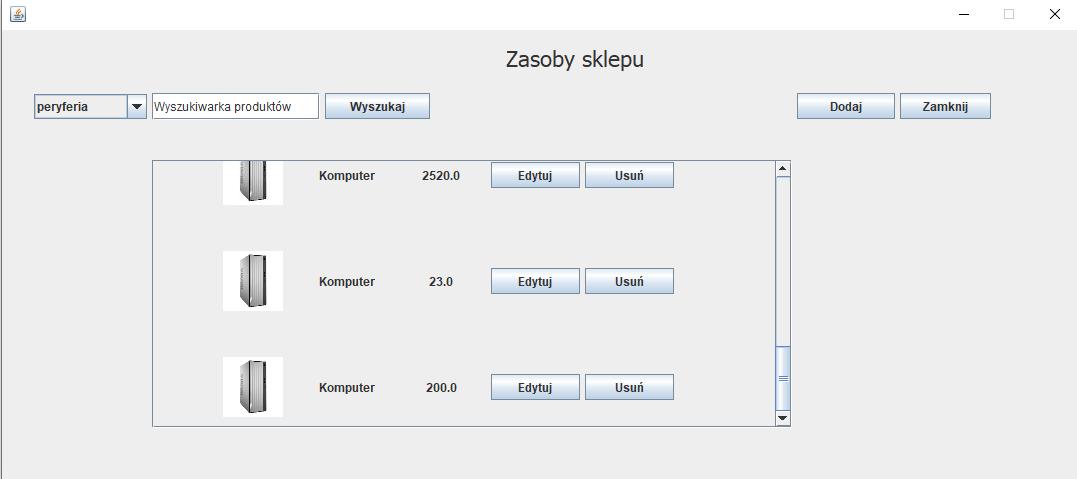 Zasoby sklepu
peryferia Wyszukiwarka produktów Wyszukaj Dodaj Zamknij
Komputer 2520.0 Edytuj Usuń
Komputer 23.0 Edytuj Usuń
Komputer 200.0 Edytuj Usuń